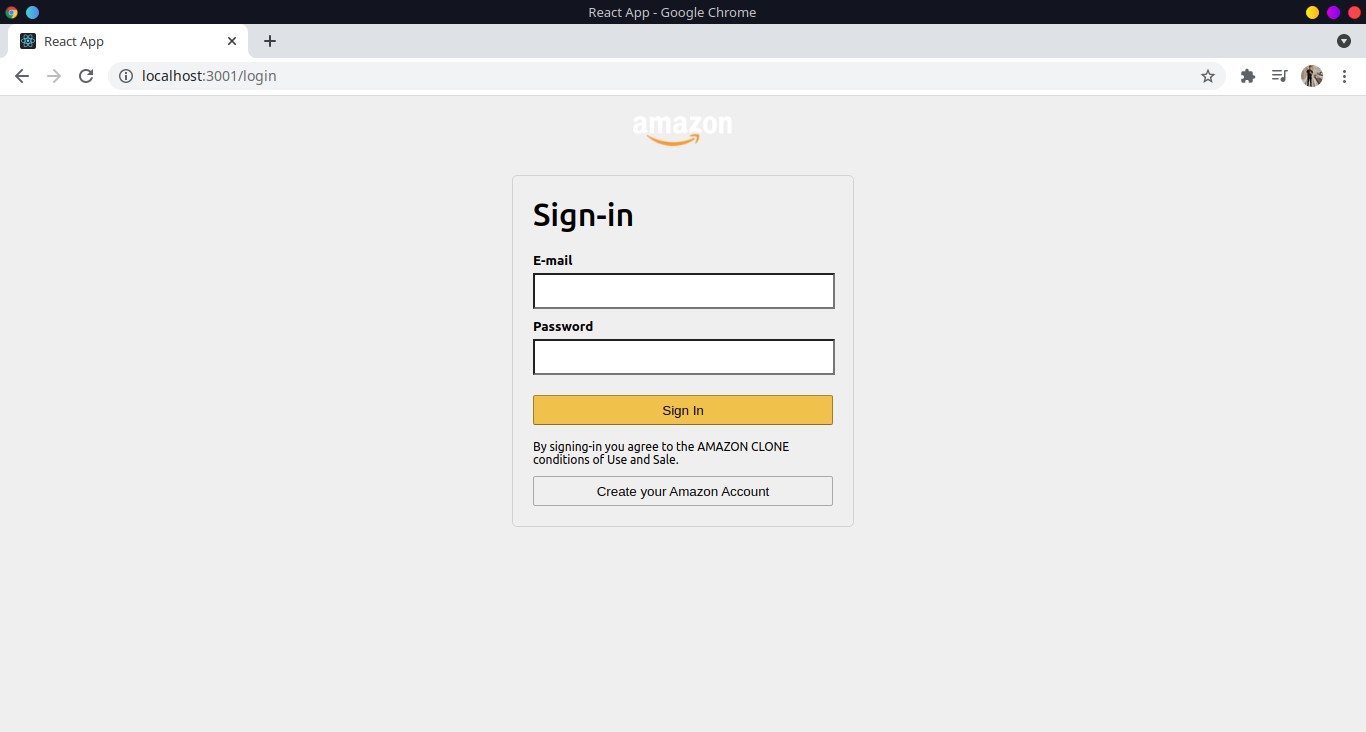 React App - Google Chrome
React App
localhost:3001/login
amazon
Sign-in
E-mail
Password
Sign In
By signing-in you agree to the AMAZON CLONE
conditions of Use and Sale.
Create your Amazon Account